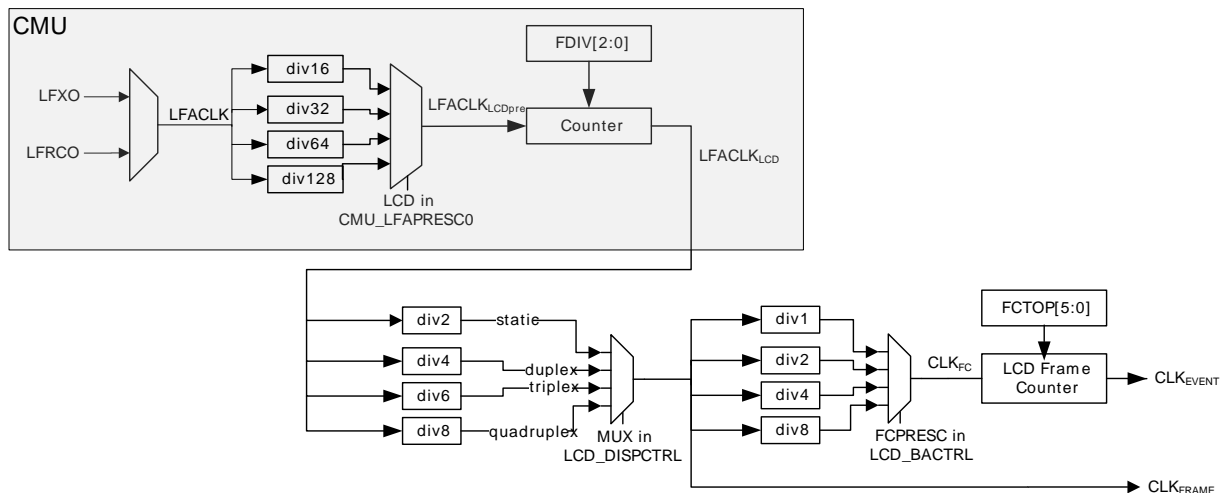 CMU
FDIV[2:0]
div16
LFXO
LFACLK
div32
LFACLKLCDpre
Counter
div64
LFRCO
LFACLKLCD
div128
LCD in
CMU_LFAPRESC0
div2
static
div1
FCTOP[5:0]
div4
duplex
div2
CLKFC
LCD Frame
Counter
CLKEVENT
div6
triplex
div4
div8
quadruplex
MUX in
LCD_DISPCTRL
div8
FCPRESC in
LCD_BACTRL
CLKFRAME